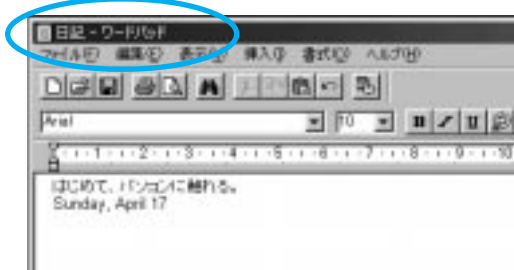 日記 - ワードパッド
ファイル(F) 編集(E) 表示(V) 挿入(I) 書式(O) ヘルプ(H)
Arial 10 B / U
1 2 3 4 5 6 7 8 9 10
はじめて、パソコンに触れる。
Sunday, April 17